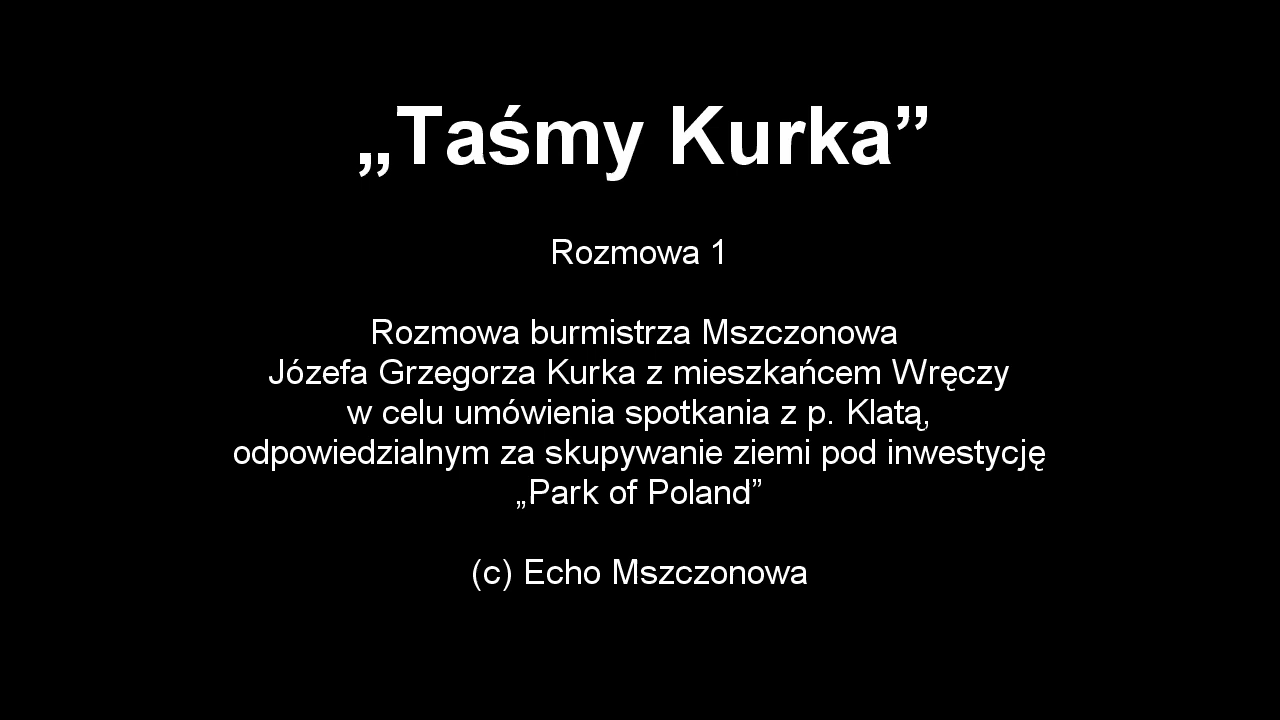 „Taśmy Kurka”
Rozmowa 1
Rozmowa burmistrza Mszczonowa
Józefa Grzegorza Kurka z mieszkańcem Wręczy
w celu umówienia spotkania z p. Klatą,
odpowiedzialnym za skupywanie ziemi pod inwestycję
„Park of Poland”
(c) Echo Mszczonowa